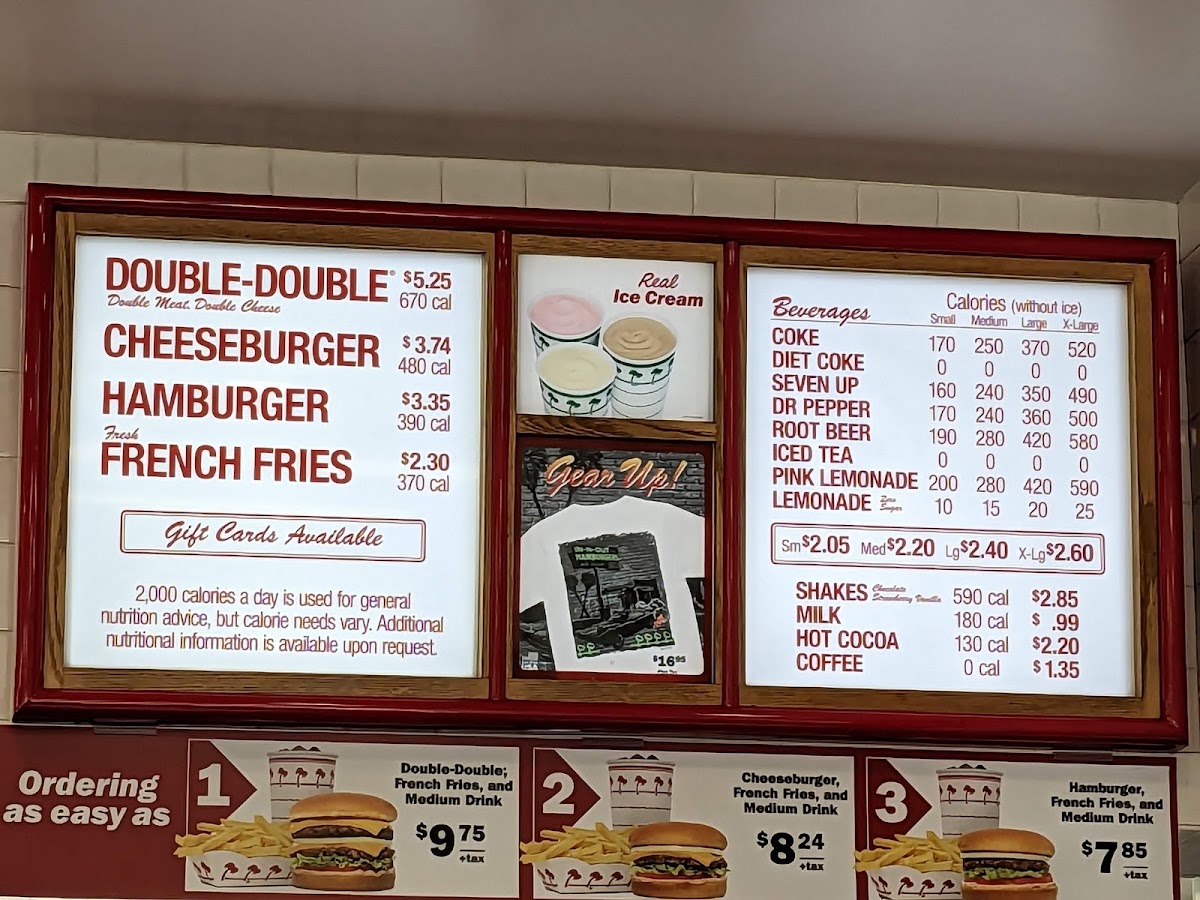 DOUBLE-DOUBLE® $5.25
Double Meat, Double Cheese 670 cal
CHEESEBURGER $3.74
480 cal
HAMBURGER $3.35
390 cal
Fresh
FRENCH FRIES $2.30
370 cal
Gift Cards Available
2,000 calories a day is used for general
nutrition advice, but calorie needs vary. Additional
nutritional information is available upon request.
Real
Ice Cream
Gear Up!
IN-N-OUT
HAMBURGERS
$16.95
Beverages Calories (without ice)
Small Medium Large X-Large
COKE 170 250 370 520
DIET COKE 0 0 0 0
SEVEN UP 160 240 350 490
DR PEPPER 170 240 360 500
ROOT BEER 190 280 420 580
ICED TEA 0 0 0 0
PINK LEMONADE 200 280 420 590
LEMONADE Zero Sugar 10 15 20 25
Sm$2.05 Med$2.20 Lg$2.40 X-Lg$2.60
SHAKES Chocolate Strawberry Vanilla 590 cal $2.85
MILK 180 cal $ .99
HOT COCOA 130 cal $2.20
COFFEE 0 cal $1.35
Ordering
as easy as
1
Double-Double,
French Fries, and
Medium Drink
$9.75
+tax
2
Cheeseburger,
French Fries, and
Medium Drink
$8.24
+tax
3
Hamburger,
French Fries, and
Medium Drink
$7.85
+tax